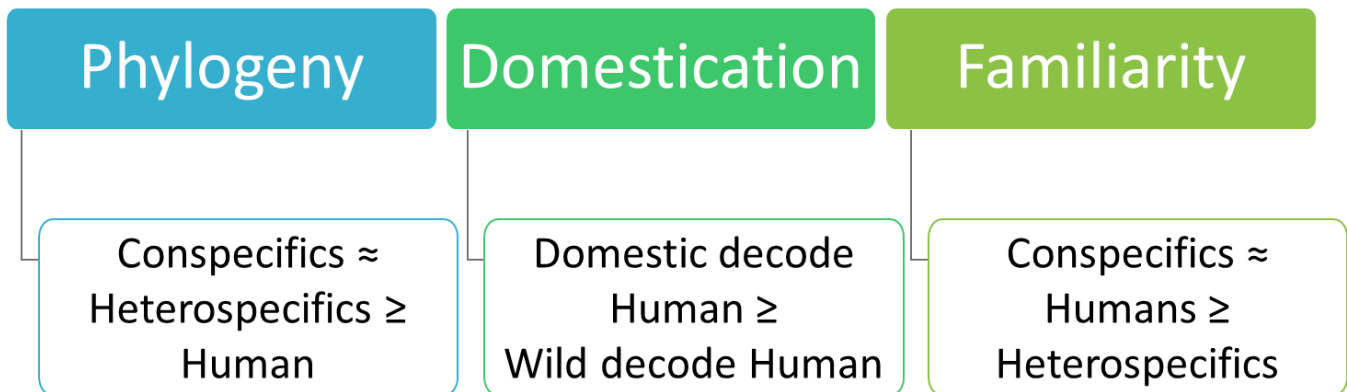 Phylogeny
Conspecifics ≈
Heterospecifics ≥
Human
Domestication
Domestic decode
Human ≥
Wild decode Human
Familiarity
Conspecifics ≈
Humans ≥
Heterospecifics